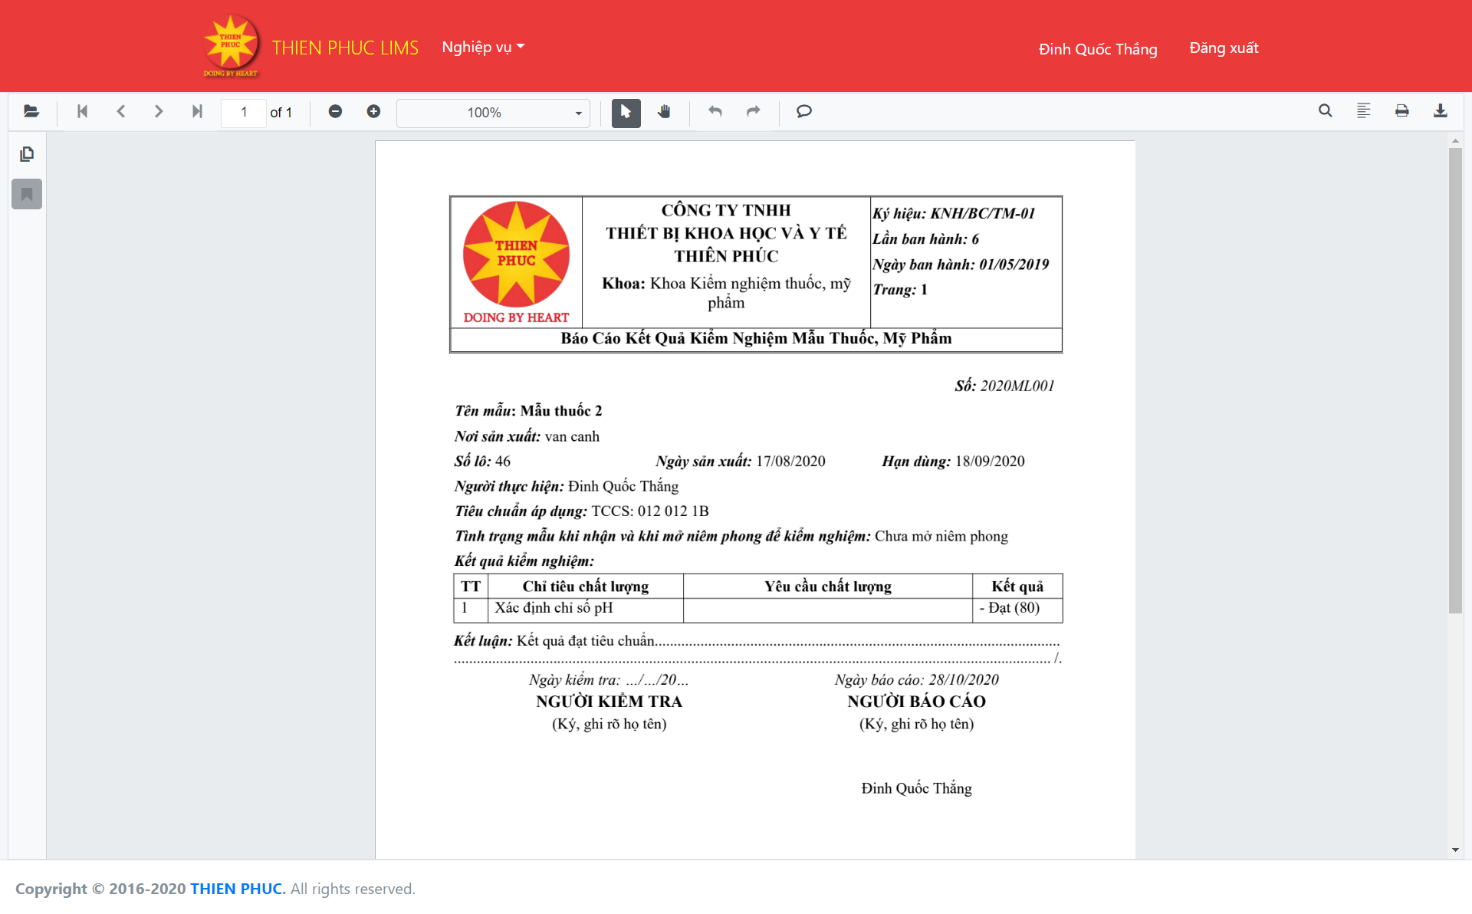 THIEN
PHUC
DOING BY HEART
THIEN PHUC LIMS
Nghiệp vụ
Đinh Quốc Thắng
Đăng xuất
1 of 1
100%
THIEN
PHUC
DOING BY HEART
CÔNG TY TNHH
THIẾT BỊ KHOA HỌC VÀ Y TẾ
THIÊN PHÚC
Khoa: Khoa Kiểm nghiệm thuốc, mỹ
phẩm
Ký hiệu: KNH/BC/TM-01
Lần ban hành: 6
Ngày ban hành: 01/05/2019
Trang: 1
Báo Cáo Kết Quả Kiểm Nghiệm Mẫu Thuốc, Mỹ Phẩm
Số: 2020ML001
Tên mẫu: Mẫu thuốc 2
Nơi sản xuất: van canh
Số lô: 46 Ngày sản xuất: 17/08/2020 Hạn dùng: 18/09/2020
Người thực hiện: Đinh Quốc Thắng
Tiêu chuẩn áp dụng: TCCS: 012 012 1B
Tình trạng mẫu khi nhận và khi mở niêm phong để kiểm nghiệm: Chưa mở niêm phong
Kết quả kiểm nghiệm:
TT Chỉ tiêu chất lượng Yêu cầu chất lượng Kết quả
1 Xác định chỉ số pH - Đạt (80)
Kết luận: Kết quả đạt tiêu chuẩn..........................................................................................................
............................................................................................................................................................ /.
Ngày kiểm tra: .../.../20... Ngày báo cáo: 28/10/2020
NGƯỜI KIỂM TRA NGƯỜI BÁO CÁO
(Ký, ghi rõ họ tên) (Ký, ghi rõ họ tên)
Đinh Quốc Thắng
Copyright © 2016-2020 THIEN PHUC. All rights reserved.